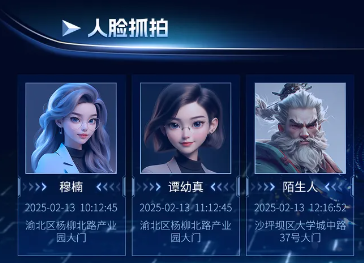 人脸抓拍
穆楠
2025-02-13 10:12:45
渝北区杨柳北路产业
园大门
谭幼真
2025-02-13 11:12:45
渝北区杨柳北路产业
园大门
陌生人
2025-02-13 12:16:52
沙坪坝区大学城中路
37号大门